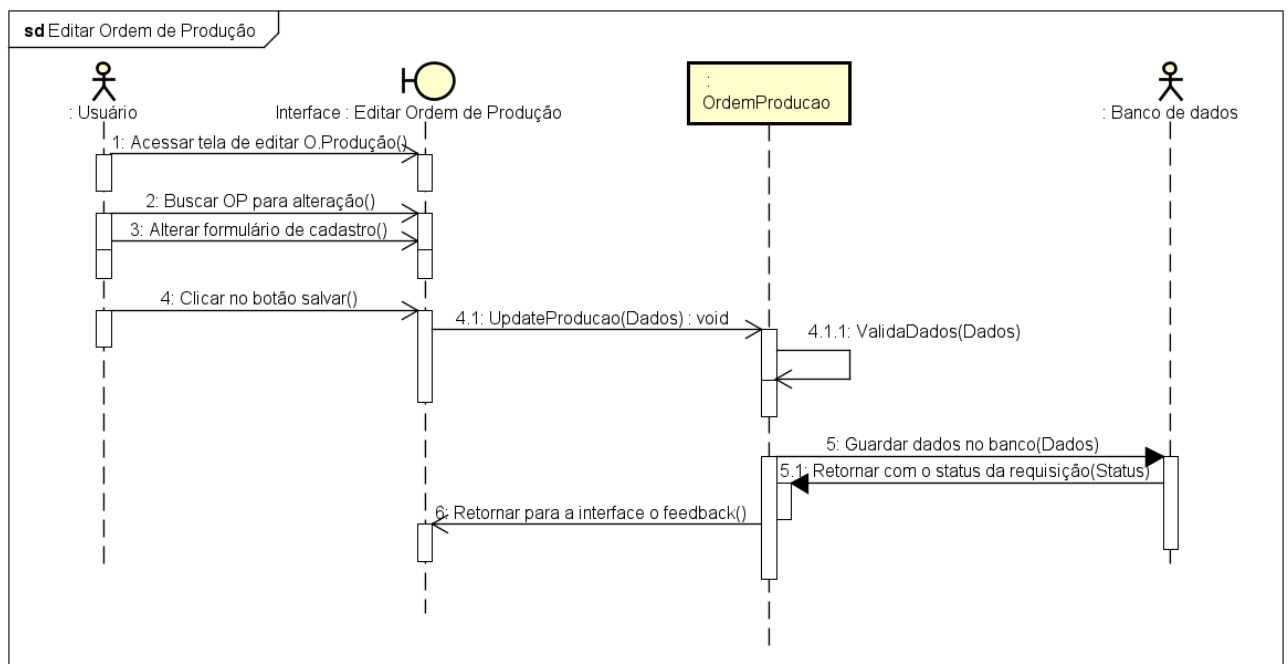 sd Editar Ordem de Produção
: Usuário
Interface : Editar Ordem de Produção
:
OrdemProducao
: Banco de dados
1: Acessar tela de editar O.Produção()
2: Buscar OP para alteração()
3: Alterar formulário de cadastro()
4: Clicar no botão salvar()
4.1: UpdateProducao(Dados) : void
4.1.1: ValidaDados(Dados)
5: Guardar dados no banco(Dados)
5.1: Retornar com o status da requisição(Status)
6: Retornar para a interface o feedback()